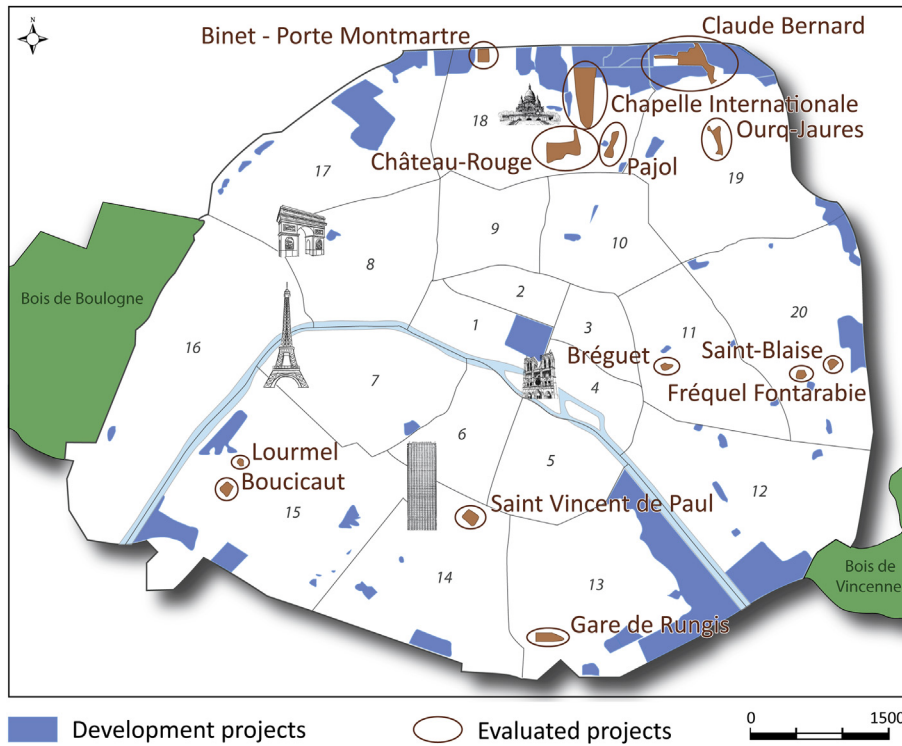 N
Claude Bernard
Binet - Porte Montmartre
Chapelle Internationale
18
Ourq-Jaures
Château-Rouge
Pajol
17
19
9
10
8
Bois de Boulogne
2
20
1
3
11
16
Bréguet
Saint-Blaise
7
4
Fréquel Fontarabie
6
Lourmel
5
Boucicaut
12
Saint Vincent de Paul
15
Bois de
Vincenne
14
13
Gare de Rungis
0
1500
Development projects
Evaluated projects